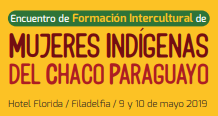 Encuentro de Formación Intercultural de
MUJERES INDÍGENAS
DEL CHACO PARAGUAYO
Hotel Florida / Filadelfia / 9 y 10 de mayo 2019